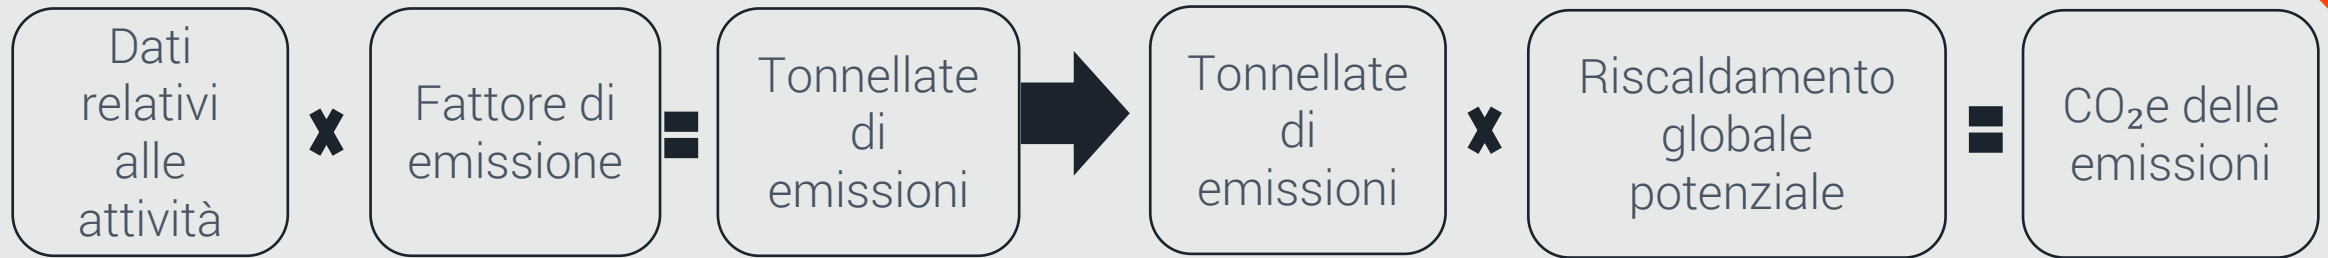 Dati
relativi
alle
attività
Fattore di
emissione
Tonnellate
di
emissioni
Tonnellate
di
emissioni
Riscaldamento
globale
potenziale
CO₂e delle
emissioni